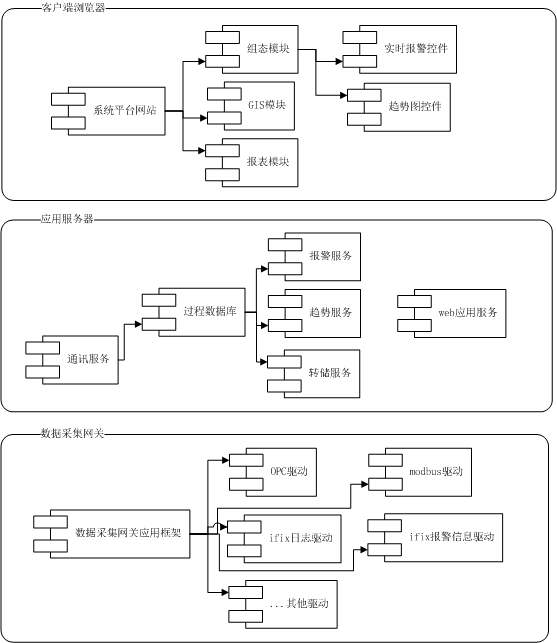 客户端浏览器
组态模块
实时报警控件
系统平台网站
GIS模块
趋势图控件
报表模块
应用服务器
报警服务
过程数据库
趋势服务
web应用服务
通讯服务
转储服务
数据采集网关
OPC驱动
modbus驱动
数据采集网关应用框架
ifix日志驱动
ifix报警信息驱动
...其他驱动